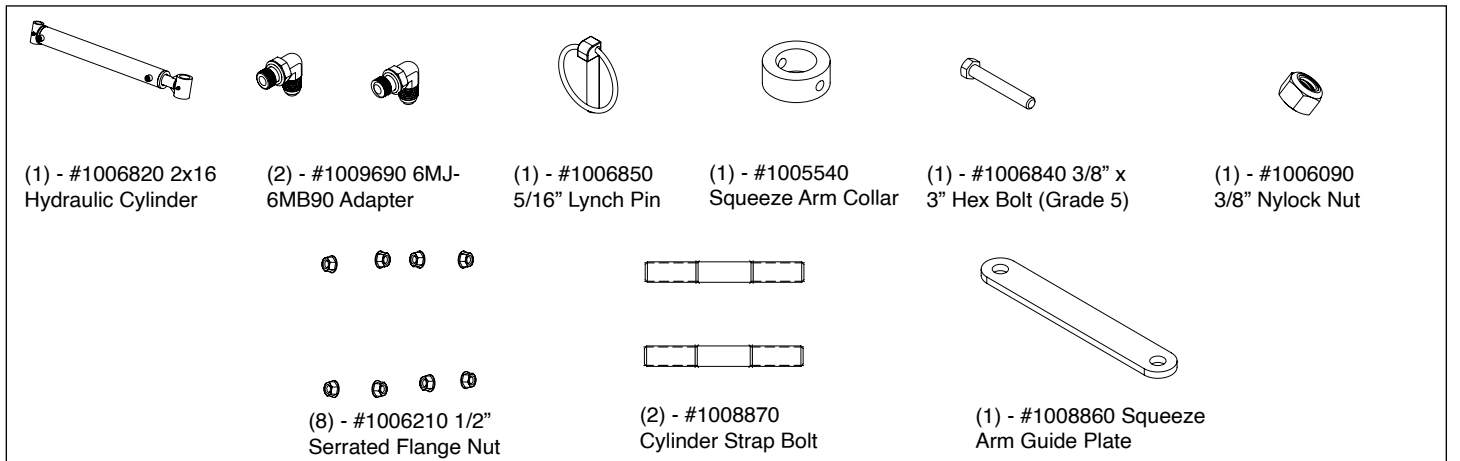 (1) - #1006820 2x16
Hydraulic Cylinder
(2) - #1009690 6MJ-
6MB90 Adapter
(1) - #1006850
5/16” Lynch Pin
(1) - #1005540
Squeeze Arm Collar
(1) - #1006840 3/8” x
3” Hex Bolt (Grade 5)
(1) - #1006090
3/8” Nylock Nut
(8) - #1006210 1/2”
Serrated Flange Nut
(2) - #1008870
Cylinder Strap Bolt
(1) - #1008860 Squeeze
Arm Guide Plate